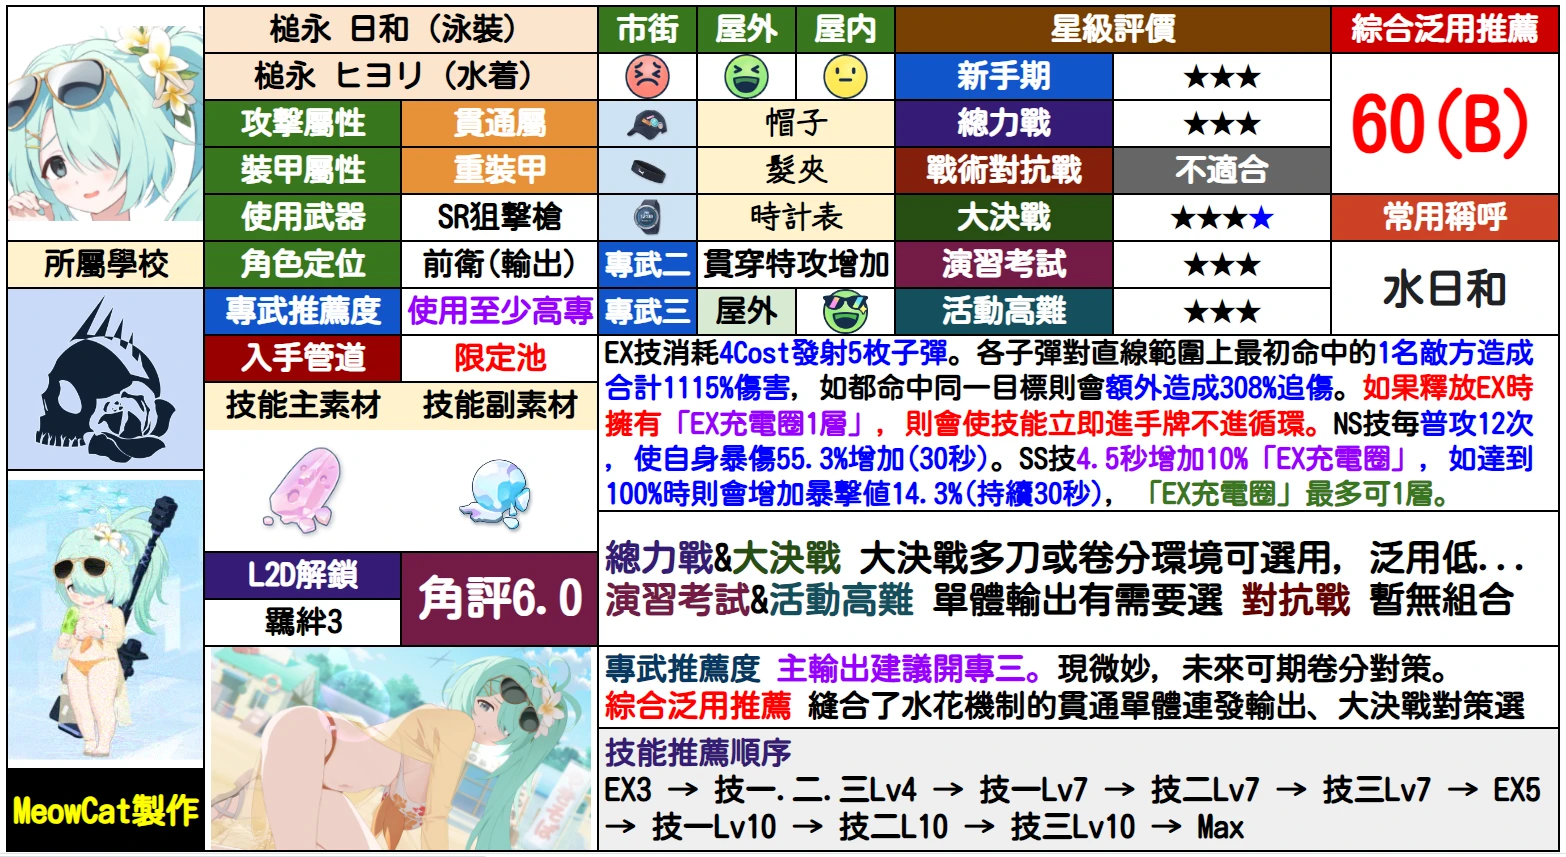 槌永 日和（泳裝）
槌永 ヒヨリ（水着）
攻擊屬性 貫通屬
裝甲屬性 重裝甲
使用武器 SR狙擊槍
角色定位 前衛(輸出)
專武推薦度 使用至少高專
入手管道 限定池
技能主素材 技能副素材
L2D解鎖
羈絆3
角評6.0
所屬學校
MeowCat製作
市街 屋外 屋内
帽子
髮夾
時計表
專武二 貫穿特攻增加
專武三 屋外
星級評價
新手期 ★★★
總力戰 ★★★
戰術對抗戰 不適合
大決戰 ★★★★
演習考試 ★★★
活動高難 ★★★
綜合泛用推薦
60(B)
常用稱呼
水日和
EX技消耗4Cost發射5枚子彈。各子彈對直線範圍上最初命中的1名敵方造成
合計1115%傷害，如都命中同一目標則會額外造成308%追傷。如果釋放EX時
擁有「EX充電圈1層」，則會使技能立即進手牌不進循環。NS技每普攻12次
，使自身暴傷55.3%增加(30秒)。SS技4.5秒增加10%「EX充電圈」，如達到
100%時則會增加暴擊值14.3%(持續30秒)，「EX充電圈」最多可1層。
總力戰&大決戰 大決戰多刀或卷分環境可選用，泛用低...
演習考試&活動高難 單體輸出有需要選 對抗戰 暫無組合
專武推薦度 主輸出建議開專三。現微妙，未來可期卷分對策。
綜合泛用推薦 縫合了水花機制的貫通單體連發輸出、大決戰對策選
技能推薦順序
EX3 → 技一.二.三Lv4 → 技一Lv7 → 技二Lv7 → 技三Lv7 → EX5
→ 技一Lv10 → 技二L10 → 技三Lv10 → Max